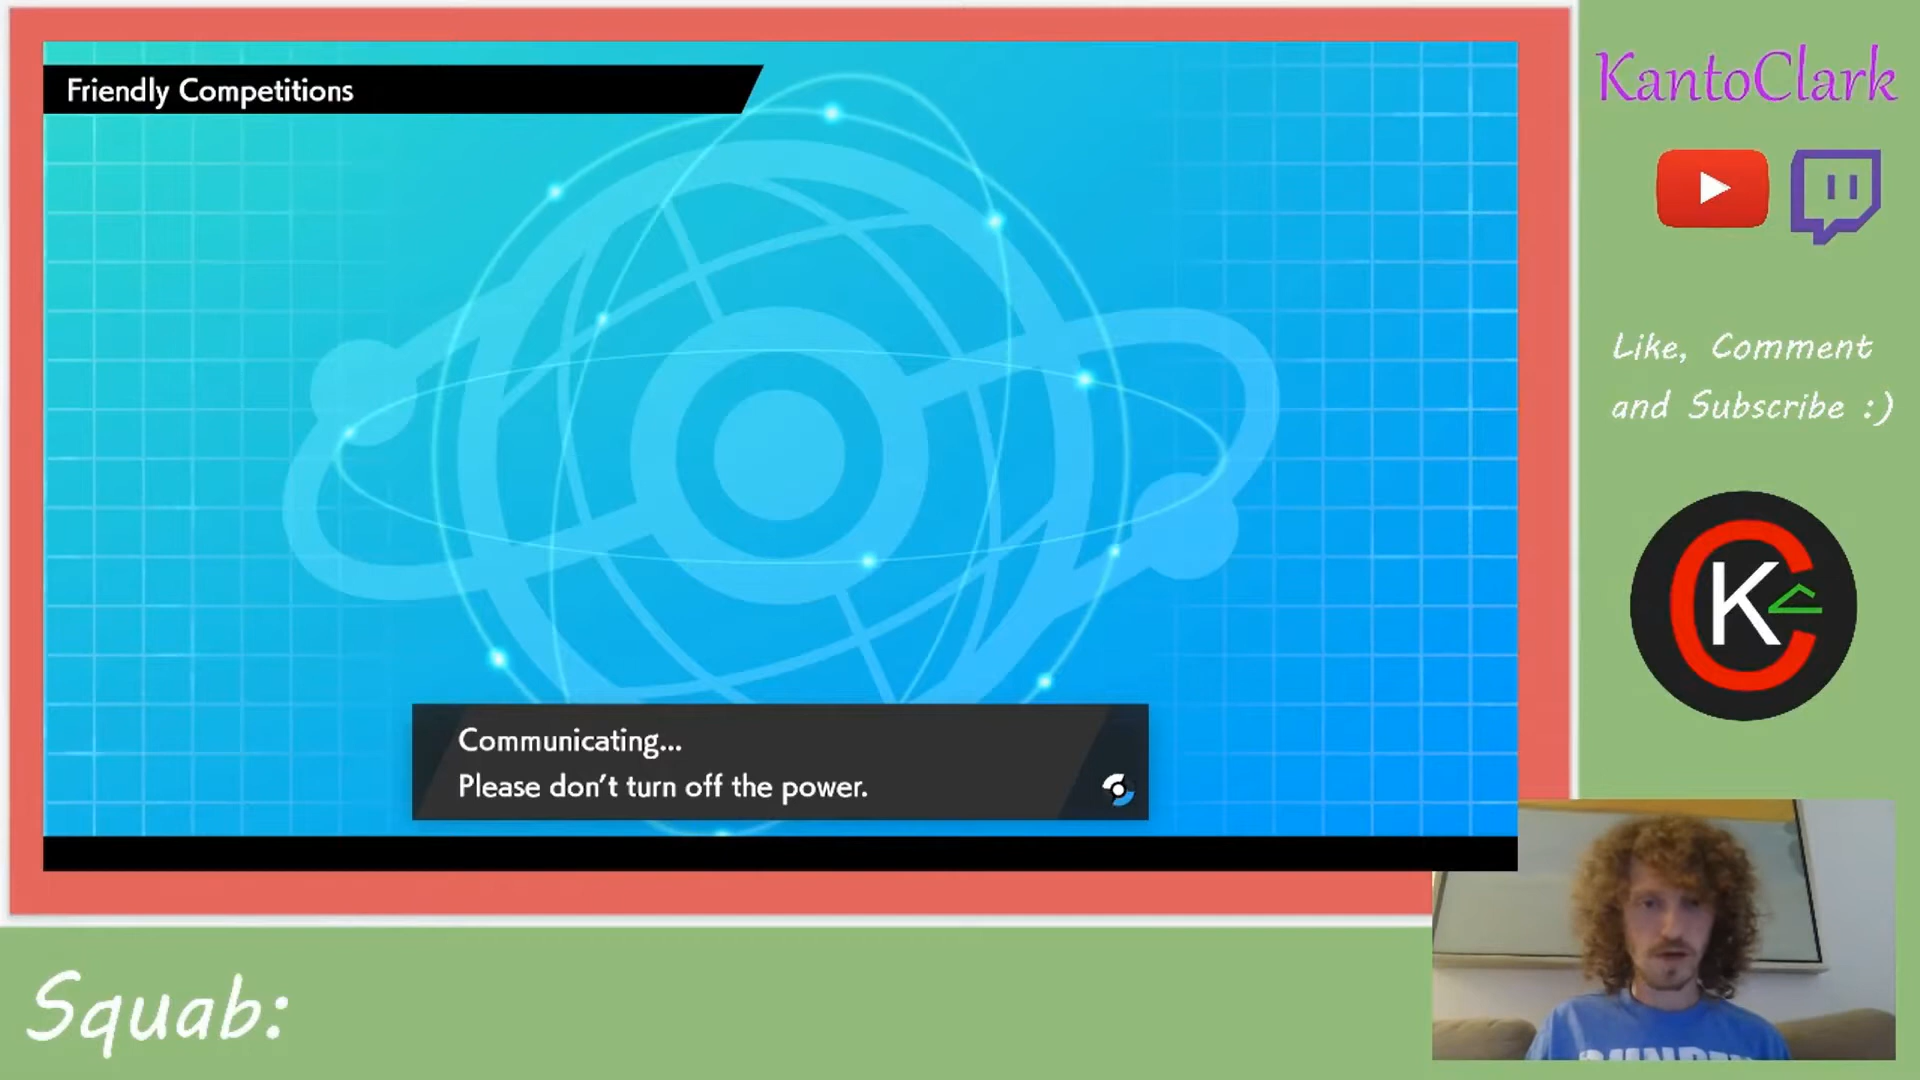 Friendly Competitions
KantoClark
Like, Comment
and Subscribe :)
K
C
Communicating...
Please don't turn off the power.
Squab: